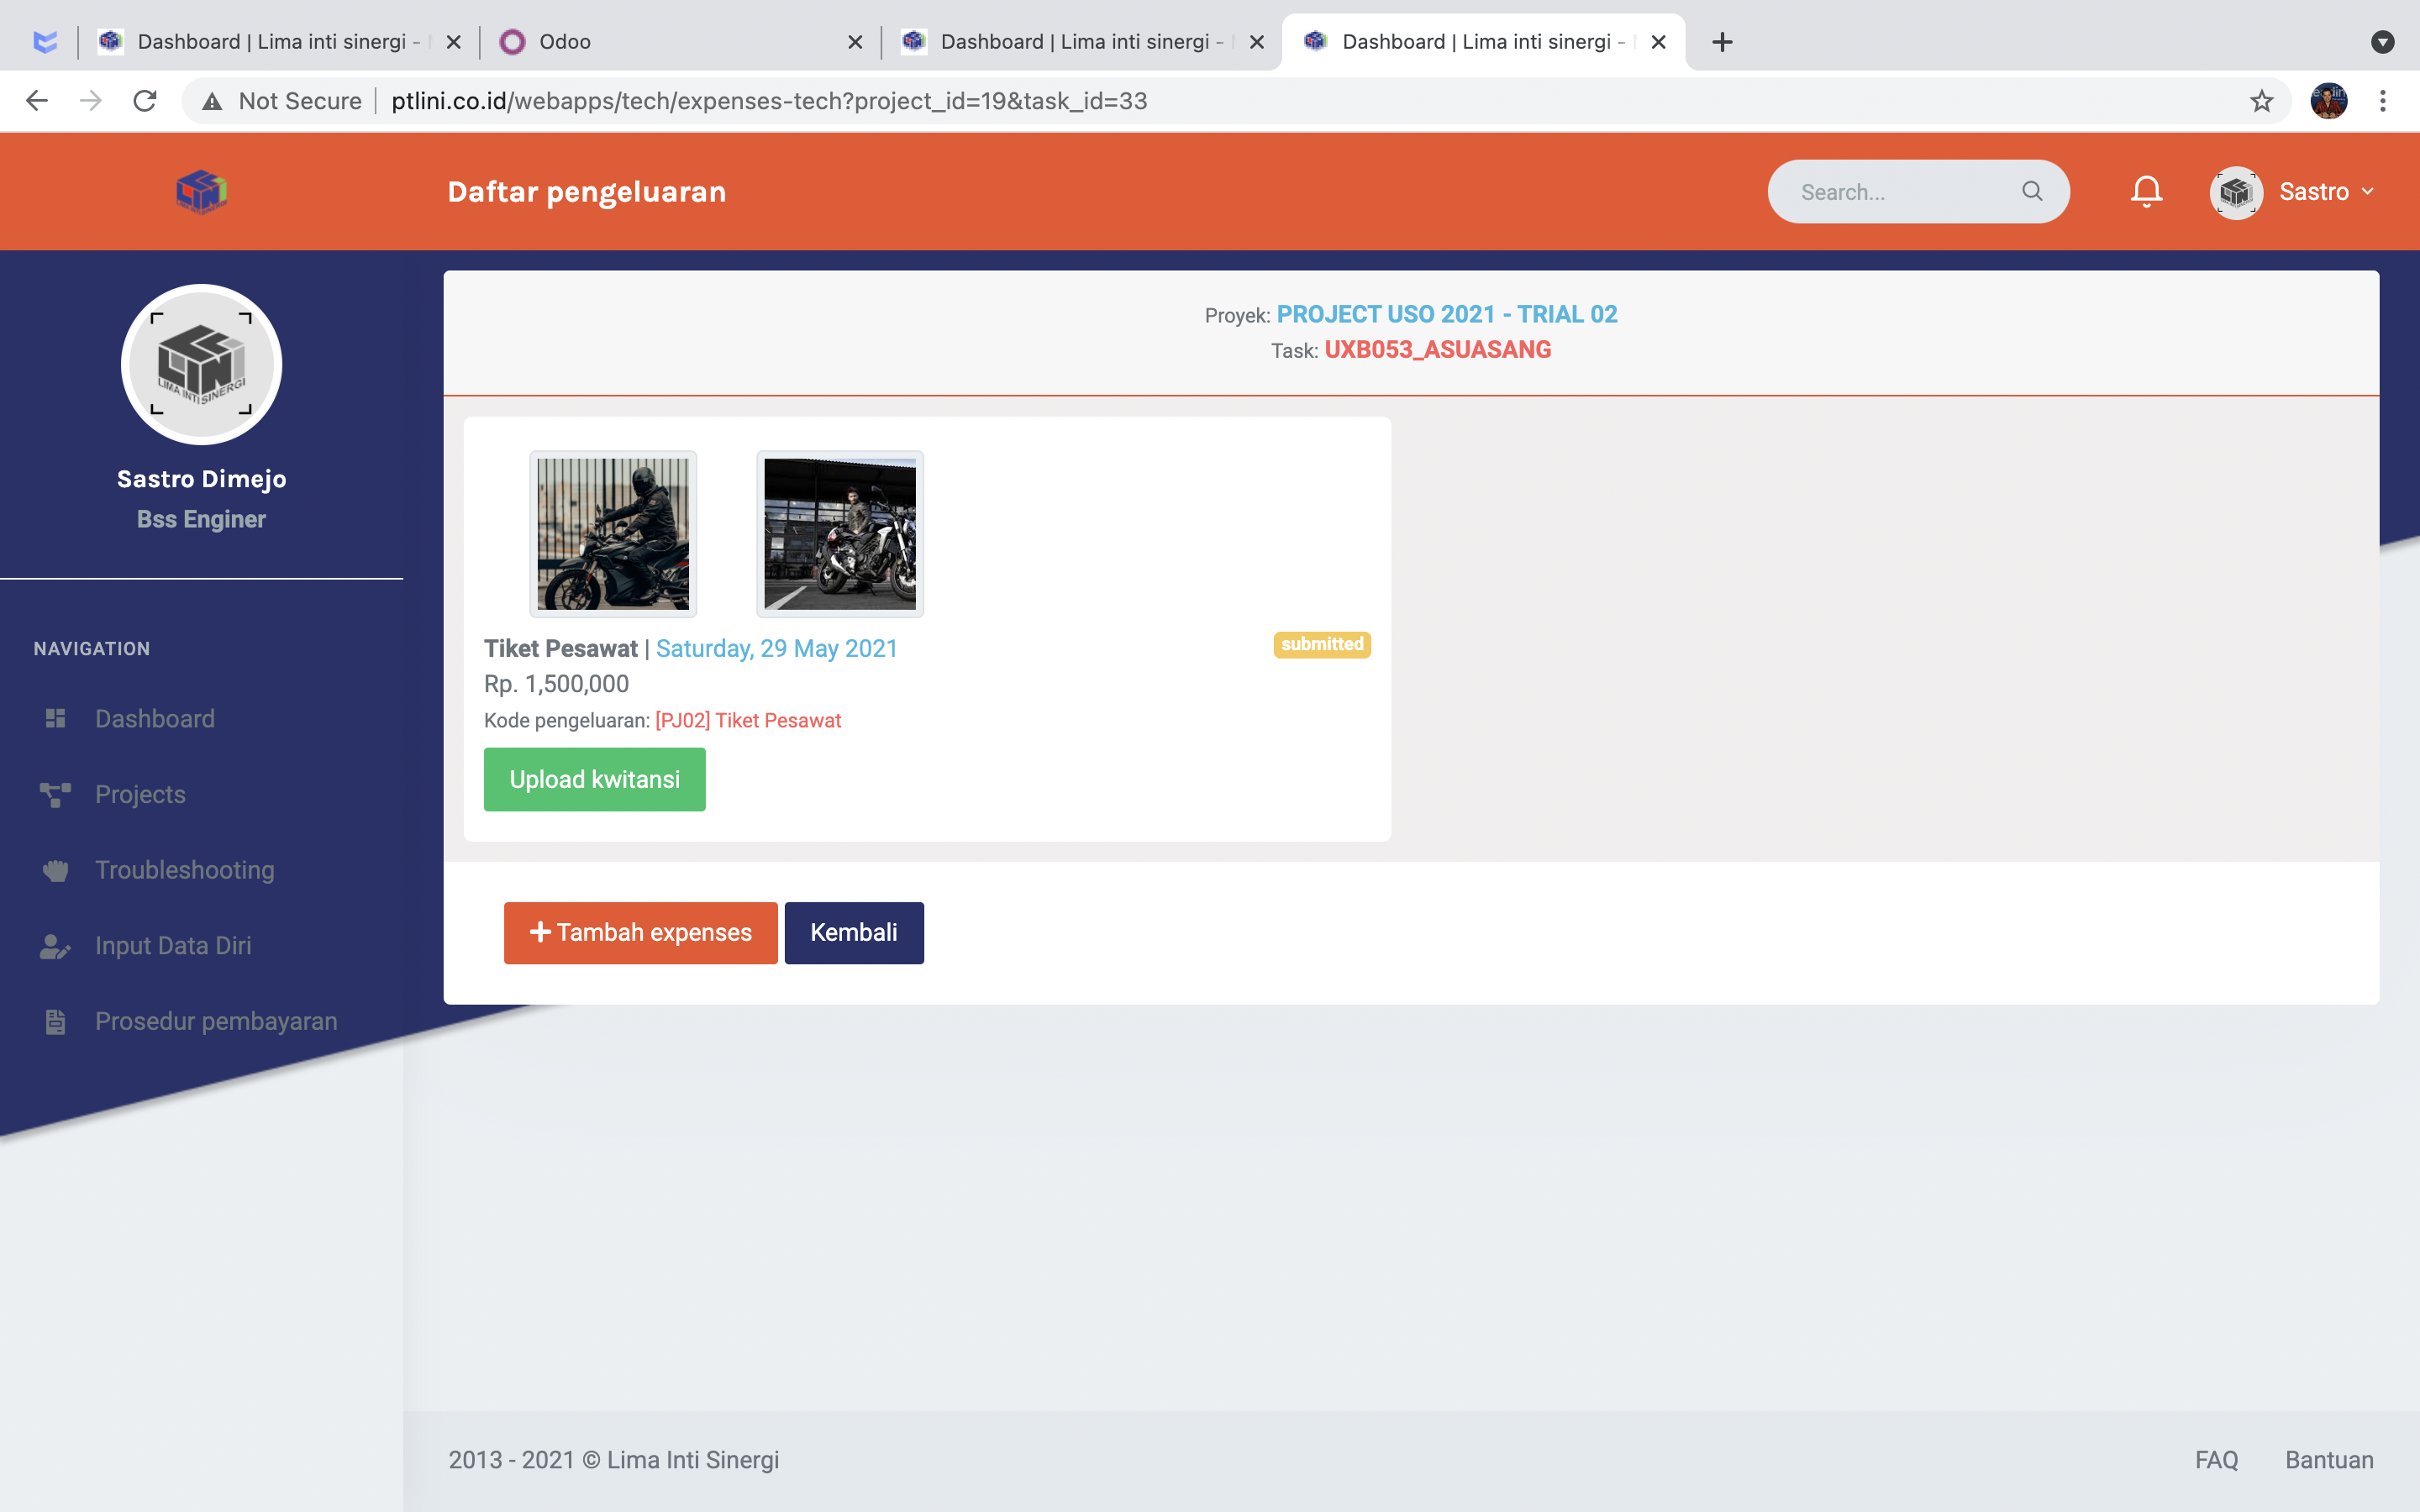 Dashboard | Lima inti sinergi -
Odoo
Dashboard | Lima inti sinergi -
Dashboard | Lima inti sinergi -
Not Secure
ptlini.co.id/webapps/tech/expenses-tech?project_id=19&task_id=33
Daftar pengeluaran
Search...
Sastro
LIMA INTI SINERGI
Sastro Dimejo
Bss Enginer
NAVIGATION
Dashboard
Projects
Troubleshooting
Input Data Diri
Prosedur pembayaran
Proyek: PROJECT USO 2021 - TRIAL 02
Task: UXB053_ASUASANG
Tiket Pesawat | Saturday, 29 May 2021
submitted
Rp. 1,500,000
Kode pengeluaran: [PJ02] Tiket Pesawat
Upload kwitansi
+ Tambah expenses
Kembali
2013 - 2021 © Lima Inti Sinergi
FAQ
Bantuan